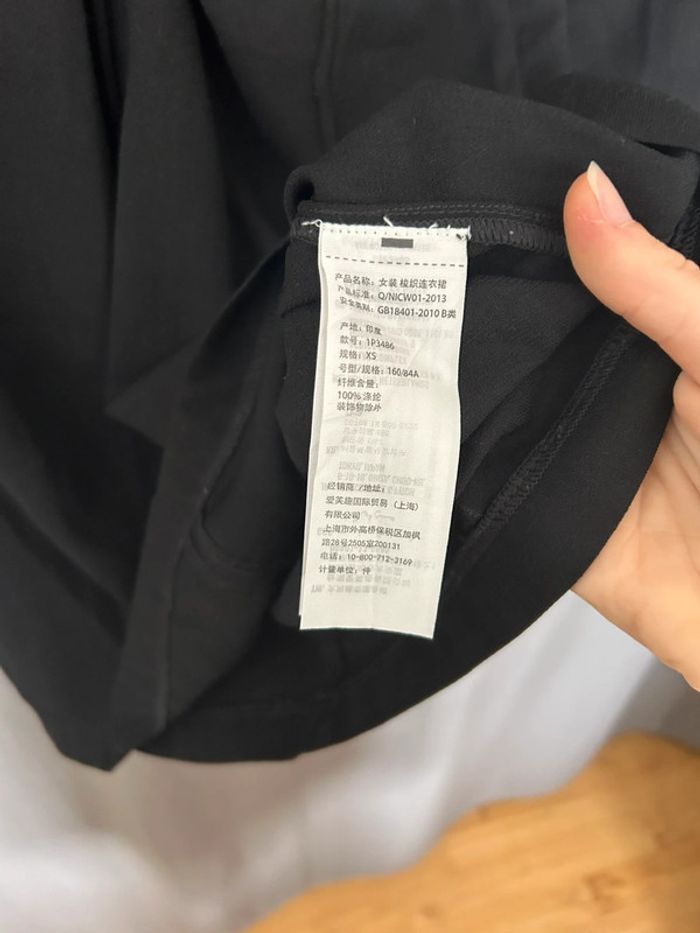 产品名称：女装 梭织连衣裙
产品标准：Q/NICW01-2013
安全类别：GB18401-2010 B类
产地：印度
款号：1P3486
规格：XS
号型/规格：160/84A
纤维含量：
100% 涤纶
装饰物除外
经销商/地址：
爱芙趣国际贸易（上海）
有限公司
上海市外高桥保税区加枫
路28号2505室200131
电话：10-800-712-3169
计量单位：件